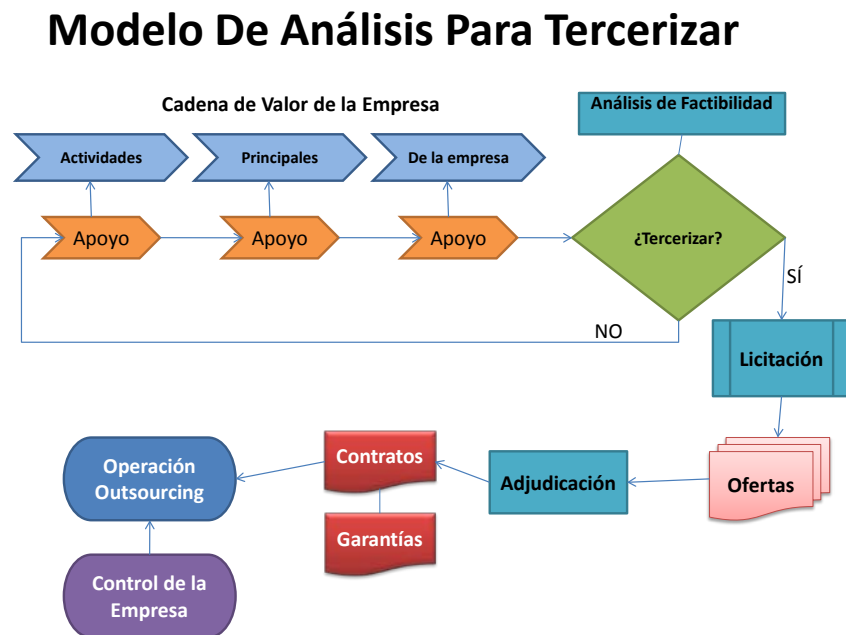 Modelo De Análisis Para Tercerizar
Cadena de Valor de la Empresa
Análisis de Factibilidad
Actividades
Principales
De la empresa
Apoyo
Apoyo
Apoyo
¿Tercerizar?
SÍ
NO
Licitación
Ofertas
Adjudicación
Contratos
Garantías
Operación
Outsourcing
Control de la
Empresa